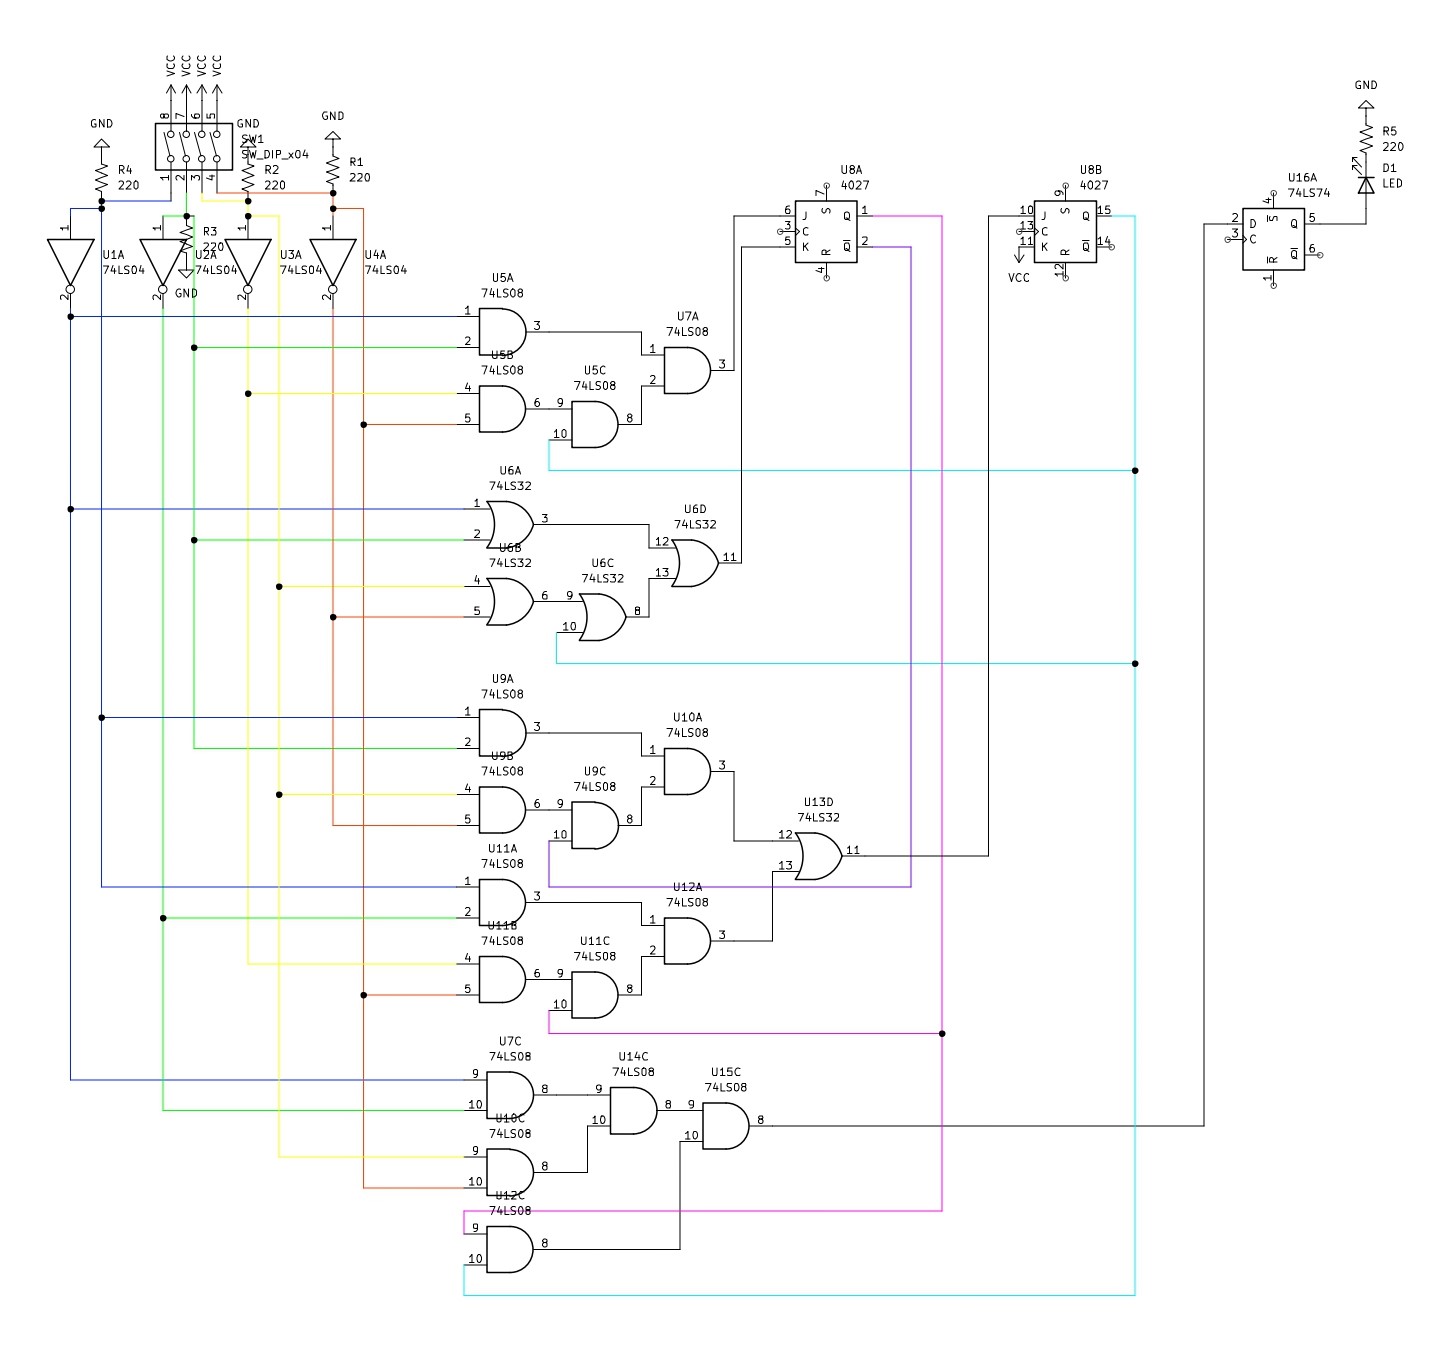 VCC
VCC
VCC
VCC
8
7
6
5
GND
GND
SW1
SW_DIP_x04
GND
GND
R4
220
1
2
3
4
R2
220
R1
220
R5
220
D1
LED
U8A
4027
U8B
4027
U16A
74LS74
6 J
3 C
5 K
7 S
4 R
Q 1
Q 2
10 J
13 C
11 K
9 S
12 R
Q 15
Q 14
VCC
2 D
3 C
4 S
1 R
Q 5
Q 6
1
1
1
1
R3
220
U1A
74LS04
U2A
74LS04
U3A
74LS04
U4A
74LS04
GND
2
2
2
2
U5A
74LS08
1
2
3
U5B
74LS08
4
5
6
U5C
74LS08
9
10
8
U7A
74LS08
1
2
3
U6A
74LS32
1
2
3
U6B
74LS32
4
5
6
U6C
74LS32
9
10
8
U6D
74LS32
12
13
11
U9A
74LS08
1
2
3
U9B
74LS08
4
5
6
U9C
74LS08
9
10
8
U10A
74LS08
1
2
3
U13D
74LS32
12
13
11
U11A
74LS08
1
2
3
U11B
74LS08
4
5
6
U11C
74LS08
9
10
8
U12A
74LS08
1
2
3
U7C
74LS08
9
10
8
U10C
74LS08
9
10
8
U14C
74LS08
9
10
8
U15C
74LS08
9
10
8
U12C
74LS08
9
10
8